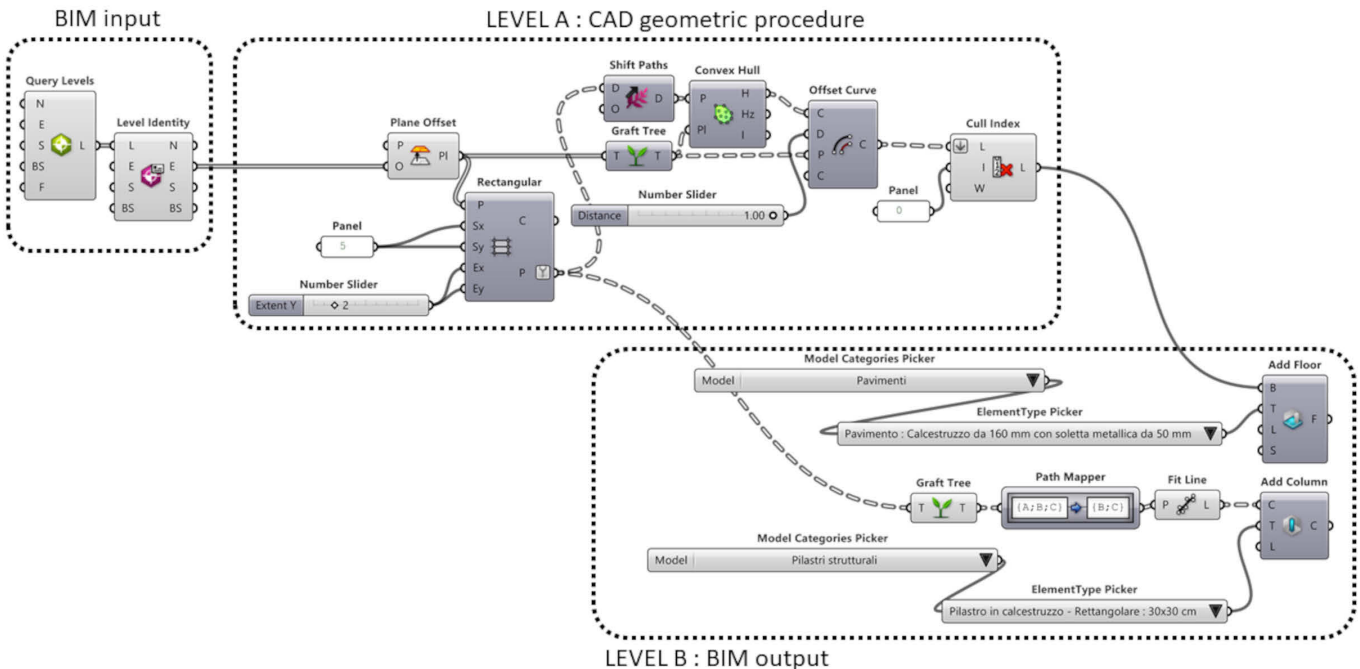 BIM input
LEVEL A : CAD geometric procedure
Query Levels
N
E
S
BS
F
L
Level Identity
L
E
S
BS
N
E
S
BS
Plane Offset
P
O
Pl
Rectangular
P
Sx
Sy
Ex
Ey
C
P
Panel
5
Number Slider
Extent Y
2
Shift Paths
D
O
D
Graft Tree
T
T
Convex Hull
P
Pl
H
Hz
I
Number Slider
Distance
1.00
Offset Curve
C
D
P
C
C
Panel
0
Cull Index
L
I
W
L
Model Categories Picker
Model
Pavimenti
ElementType Picker
Pavimento : Calcestruzzo da 160 mm con soletta metallica da 50 mm
Add Floor
B
T
L
S
F
Graft Tree
T
T
Path Mapper
{A;B;C}
{B;C}
Fit Line
P
L
Add Column
C
T
L
C
Model Categories Picker
Model
Pilastri strutturali
ElementType Picker
Pilastro in calcestruzzo - Rettangolare : 30x30 cm
LEVEL B : BIM output